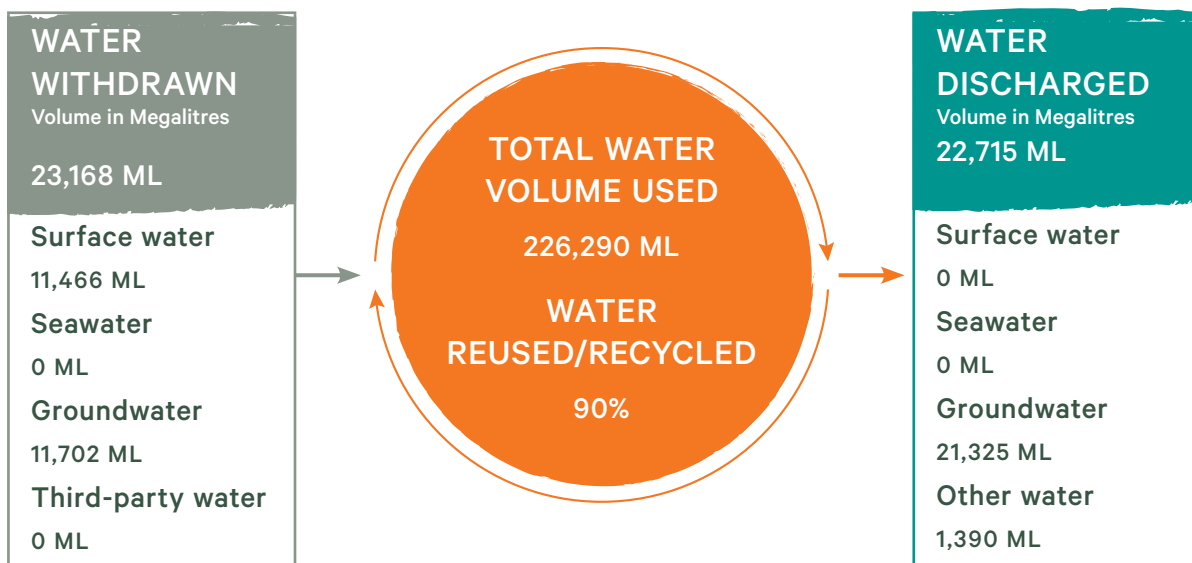 WATER
WITHDRAWN
Volume in Megalitres
23,168 ML
Surface water
11,466 ML
Seawater
0 ML
Groundwater
11,702 ML
Third-party water
0 ML
TOTAL WATER
VOLUME USED
226,290 ML
WATER
REUSED/RECYCLED
90%
WATER
DISCHARGED
Volume in Megalitres
22,715 ML
Surface water
0 ML
Seawater
0 ML
Groundwater
21,325 ML
Other water
1,390 ML